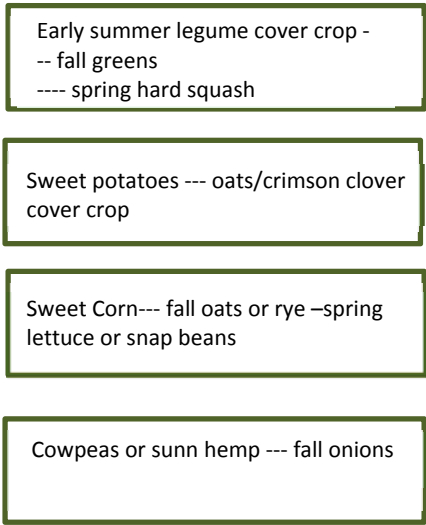 Early summer legume cover crop -
-- fall greens
---- spring hard squash
Sweet potatoes --- oats/crimson clover
cover crop
Sweet Corn--- fall oats or rye –spring
lettuce or snap beans
Cowpeas or sunn hemp --- fall onions